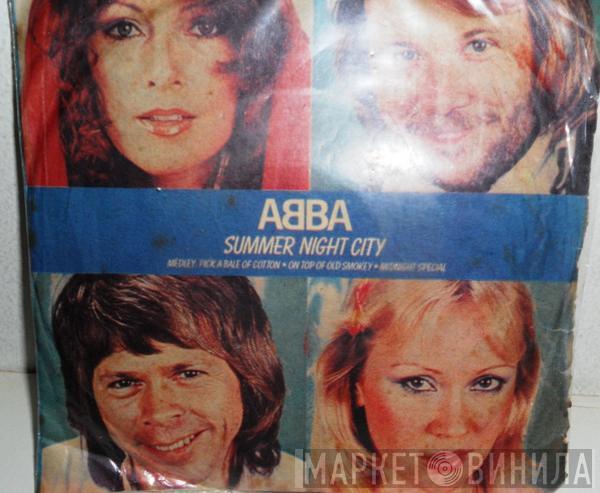 ABBA
SUMMER NIGHT CITY
MEDLEY: PICK A BALE OF COTTON • ON TOP OF OLD SMOKEY • MIDNIGHT SPECIAL
МАРКЕТ ВИНИЛА